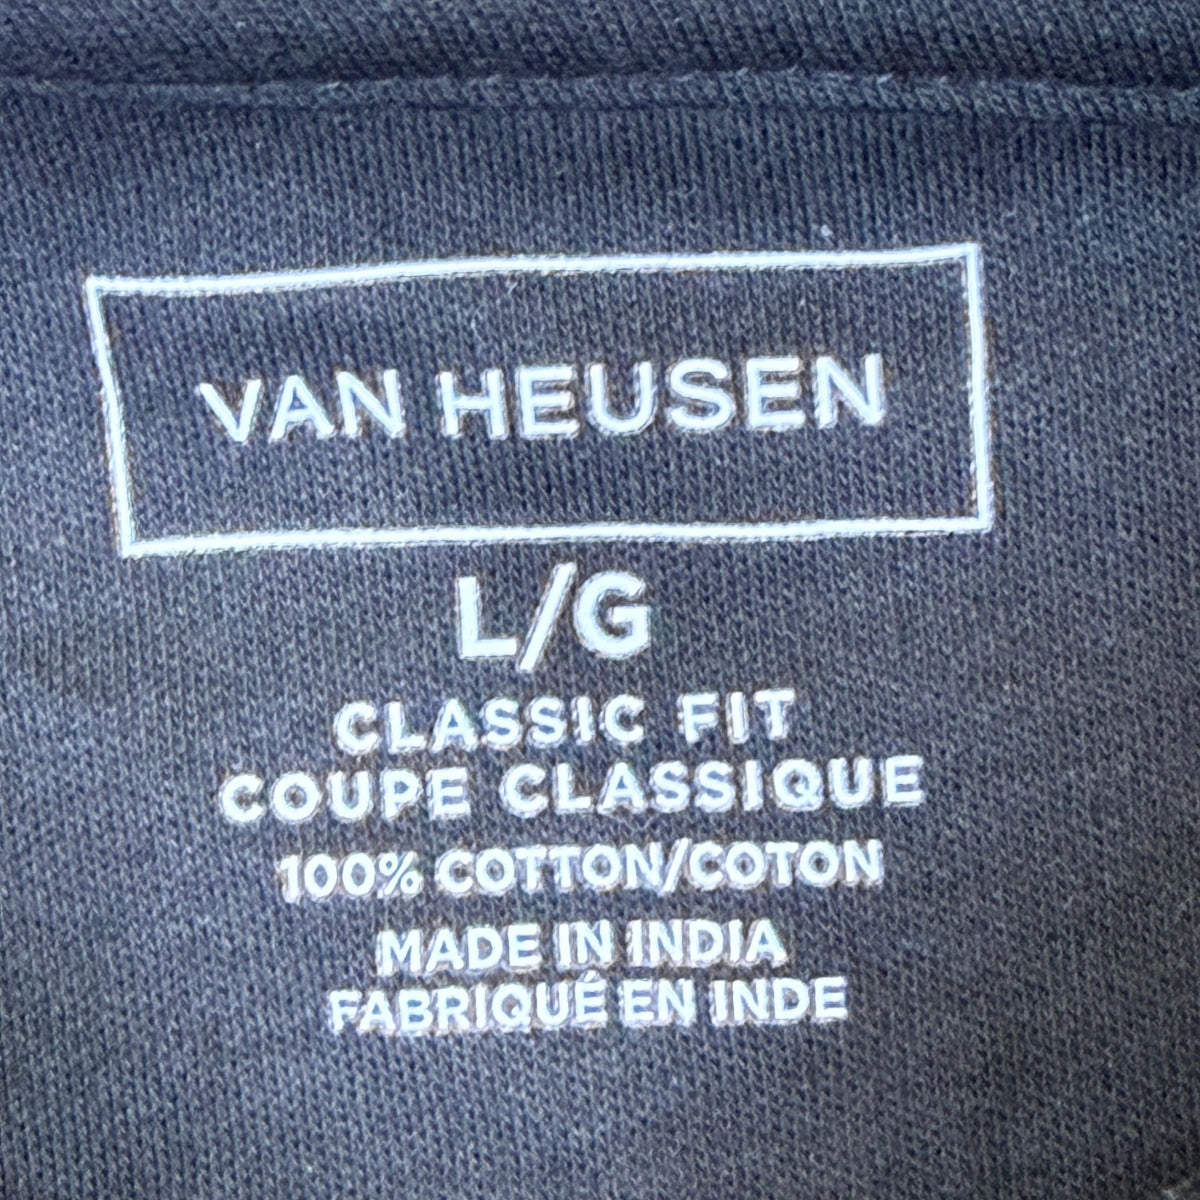 VAN HEUSEN
L/G
CLASSIC FIT
COUPE CLASSIQUE
100% COTTON/COTON
MADE IN INDIA
FABRIQUÉ EN INDE